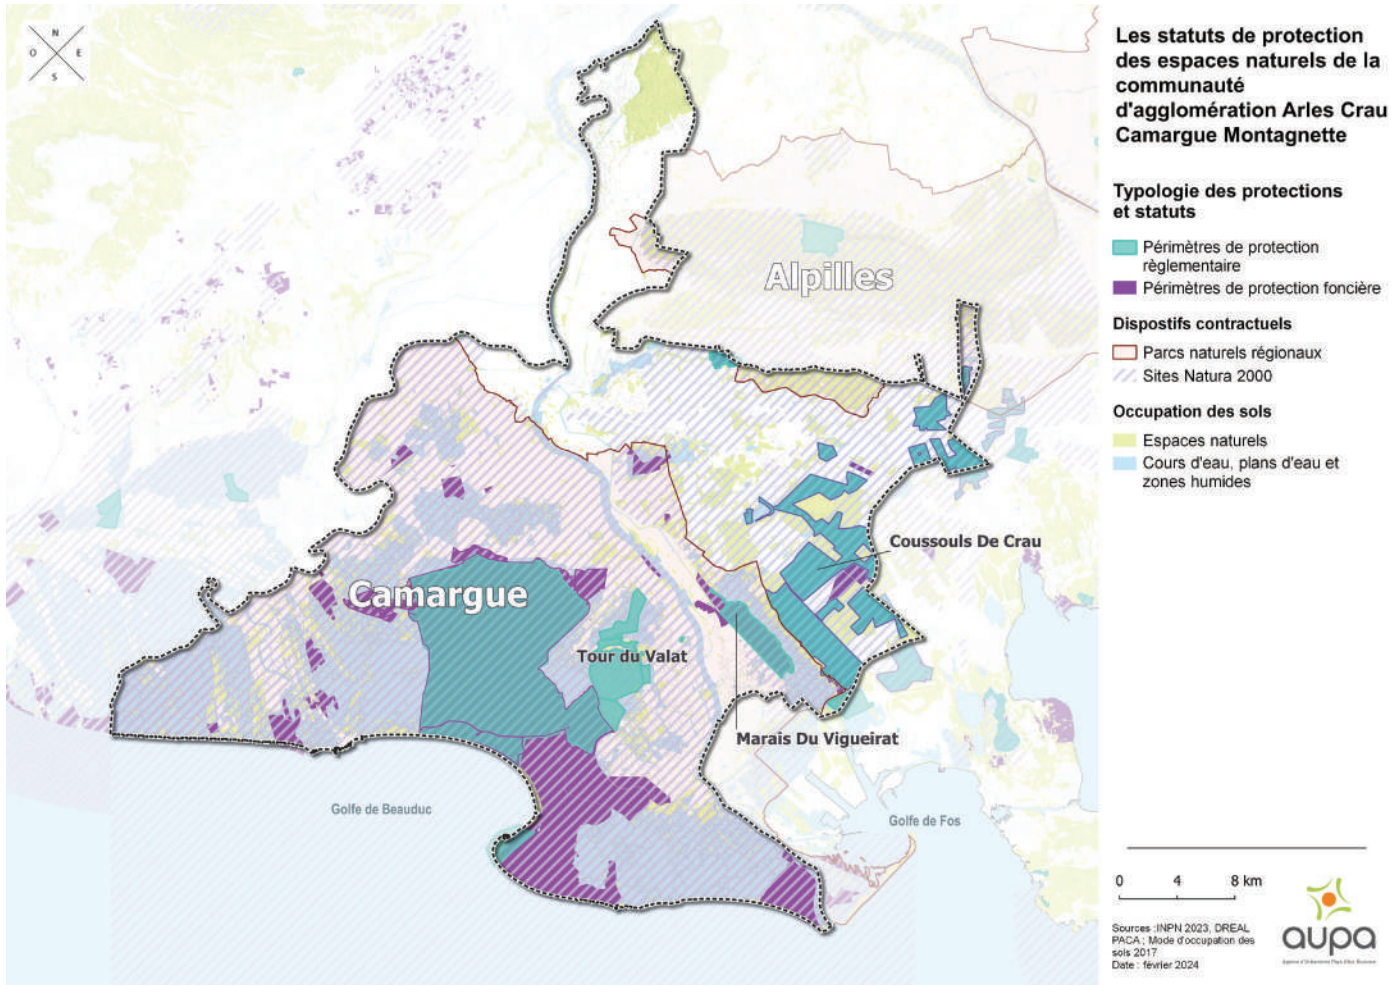 N
O E
S
Alpilles
Coussouls De Crau
Camargue
Tour du Valat
Marais Du Vigueirat
Golfe de Beauduc
Golfe de Fos
Les statuts de protection
des espaces naturels de la
communauté
d'agglomération Arles Crau
Camargue Montagnette
Typologie des protections
et statuts
Périmètres de protection
règlementaire
Périmètres de protection foncière
Dispostifs contractuels
Parcs naturels régionaux
Sites Natura 2000
Occupation des sols
Espaces naturels
Cours d'eau, plans d'eau et
zones humides
0 4 8 km
Sources :INPN 2023, DREAL
PACA ; Mode d'occupation des
sols 2017
Date : février 2024
aupa